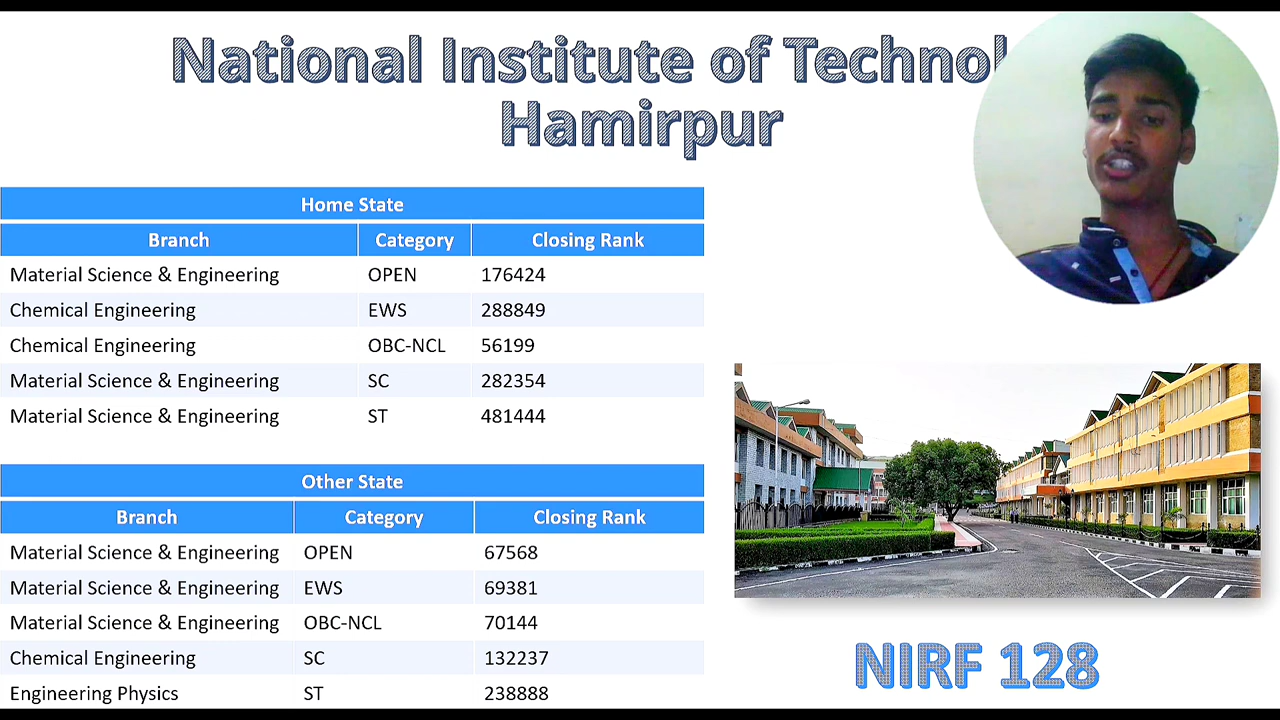 National Institute of Technol
Hamirpur
Home State
Branch Category Closing Rank
Material Science & Engineering OPEN 176424
Chemical Engineering EWS 288849
Chemical Engineering OBC-NCL 56199
Material Science & Engineering SC 282354
Material Science & Engineering ST 481444
Other State
Branch Category Closing Rank
Material Science & Engineering OPEN 67568
Material Science & Engineering EWS 69381
Material Science & Engineering OBC-NCL 70144
Chemical Engineering SC 132237
Engineering Physics ST 238888
NIRF 128